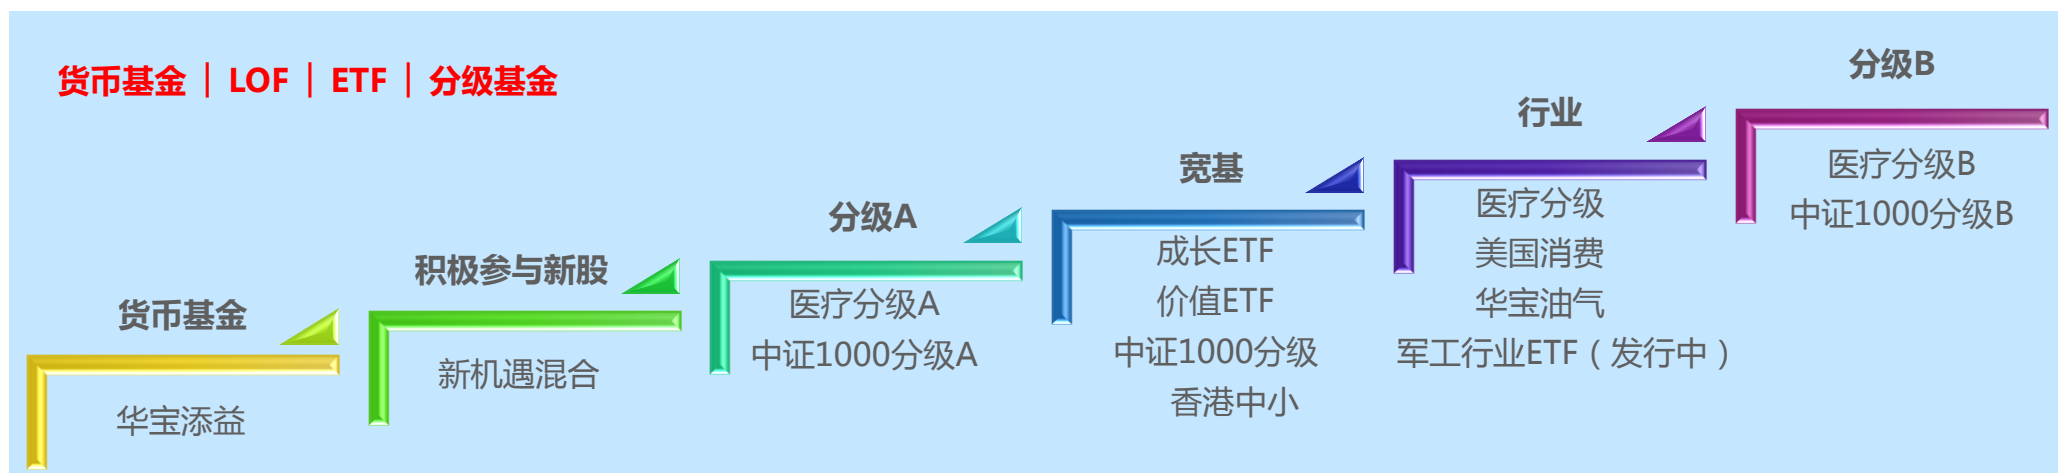 货币基金 | LOF | ETF | 分级基金
货币基金
华宝添益
积极参与新股
新机遇混合
分级A
医疗分级A
中证1000分级A
宽基
成长ETF
价值ETF
中证1000分级
香港中小
行业
医疗分级
美国消费
华宝油气
军工行业ETF（发行中）
分级B
医疗分级B
中证1000分级B